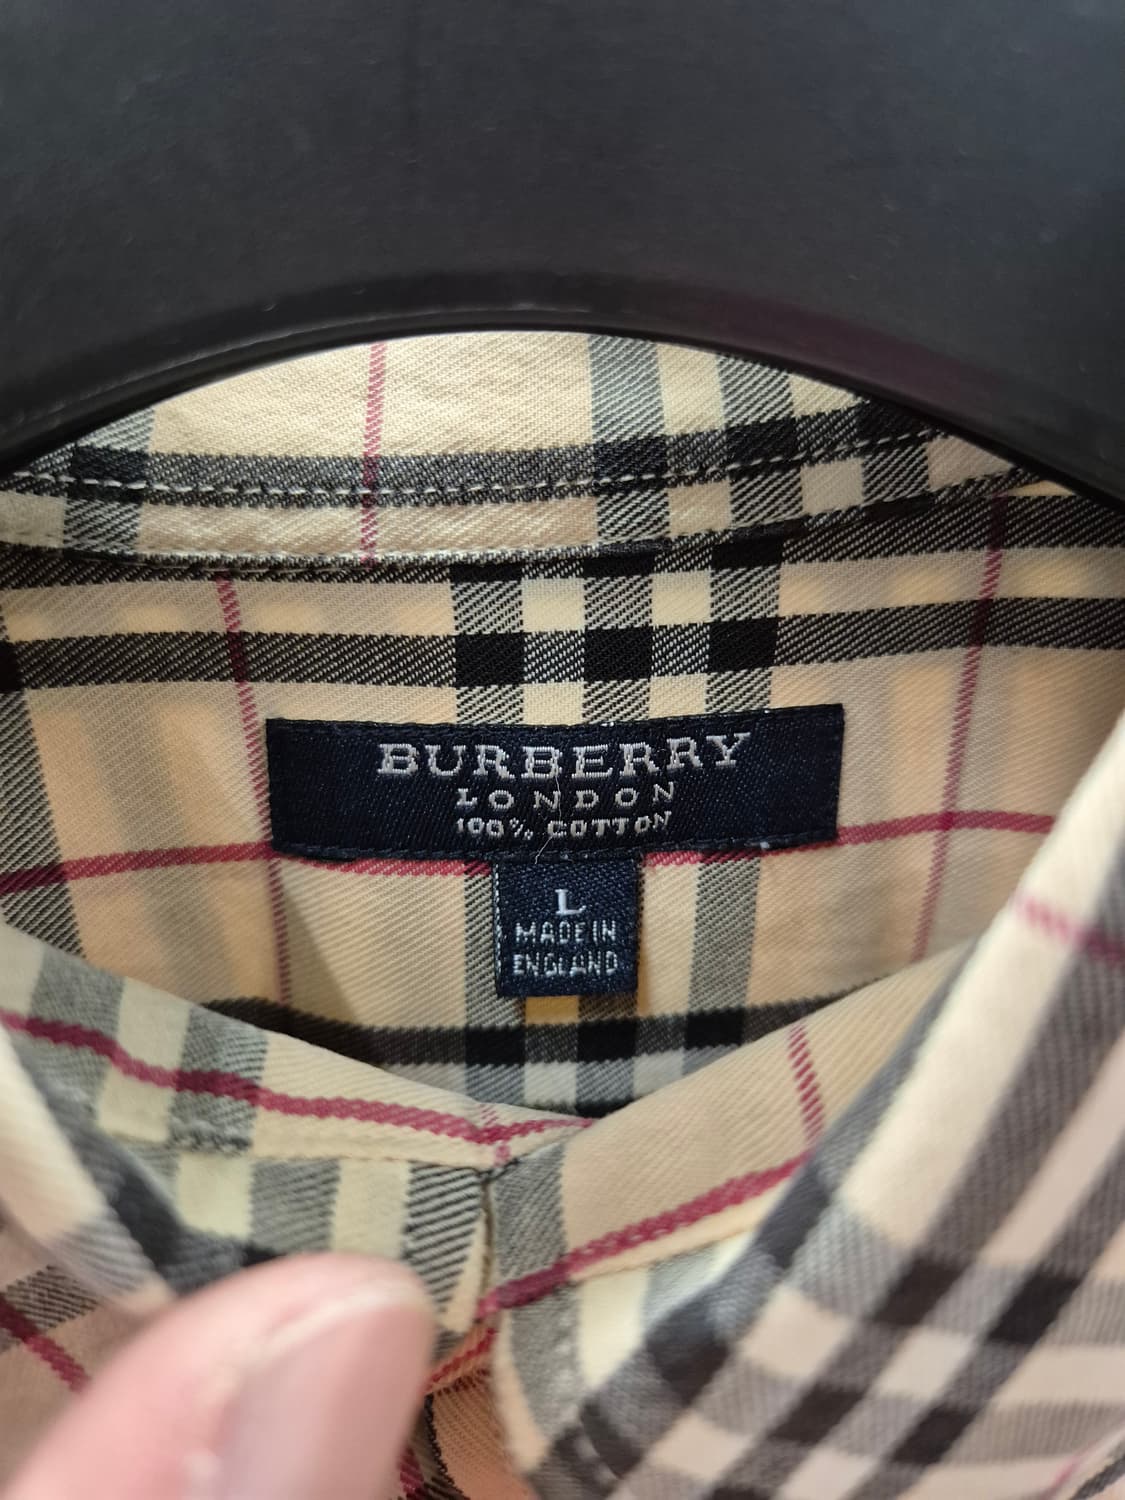 BURBERRY
LONDON
100% COTTON
L
MADE IN
ENGLAND